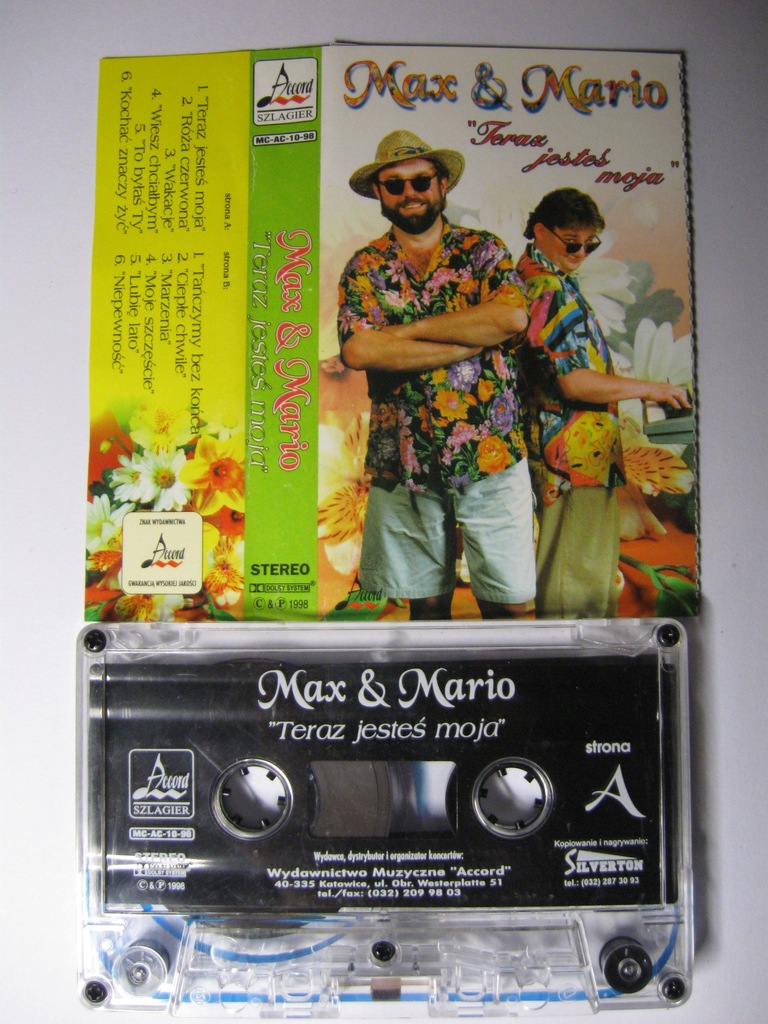 Max & Mario
"Teraz
jesteś
moja"
Accord
SZLAGIER
MC-AC-10-98
Max & Mario
"Teraz jesteś moja"
STEREO
DOLBY SYSTEM®
© & ℗ 1998
Accord
strona A:
1. "Teraz jesteś moja"
2. "Róża czerwona"
3. "Wakacje"
4. "Wiesz chciałbym"
5. "To byłaś Ty"
6. "Kochać znaczy żyć"
strona B:
1. "Tańczymy bez końca"
2. "Ciepłe chwile"
3. "Marzenia"
4. "Moje szczęście"
5. "Lubię lato"
6. "Niepewność"
ZNAK WYDAWNICTWA
Accord
GWARANCJĄ WYSOKIEJ JAKOŚCI
Max & Mario
"Teraz jesteś moja"
strona
A
Accord
SZLAGIER
MC-AC-10-98
STEREO
DOLBY SYSTEM
© & ℗ 1998
Kopiowanie i nagrywanie:
SILVERTON
tel.: (032) 287 30 93
Wydawca, dystrybutor i organizator koncertów:
Wydawnictwo Muzyczne "Accord"
40-335 Katowice, ul. Obr. Westerplatte 51
tel./fax: (032) 209 98 03